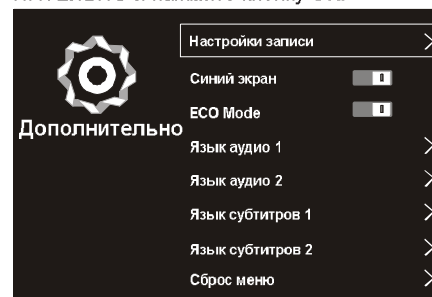 Настройки записи
Синий экран
ECO Mode
Дополнительно
Язык аудио 1
Язык аудио 2
Язык субтитров 1
Язык субтитров 2
Сброс меню